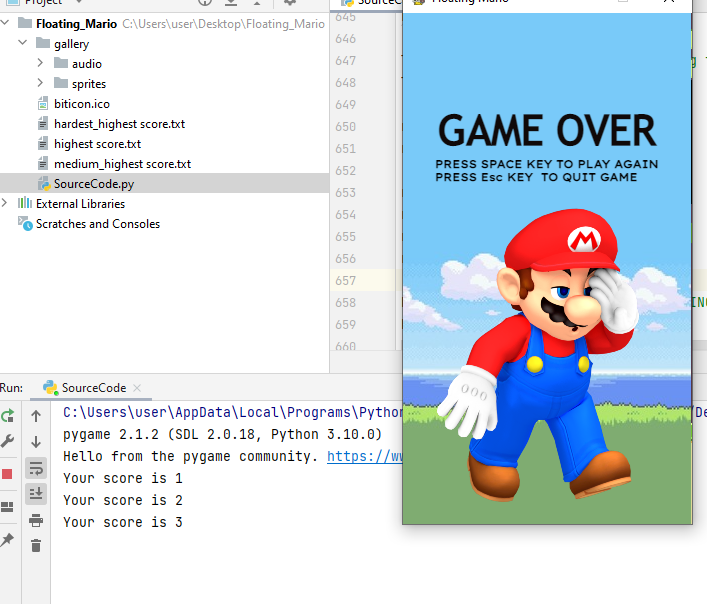 Project
Floating_Mario C:\Users\user\Desktop\Floating_Mario
gallery
audio
sprites
biticon.ico
hardest_highest score.txt
highest score.txt
medium_highest score.txt
SourceCode.py
External Libraries
Scratches and Consoles
645
646
647
648
649
650
651
652
653
654
655
656
657
658
659
660
Floating Mario
GAME OVER
PRESS SPACE KEY TO PLAY AGAIN
PRESS Esc KEY TO QUIT GAME
M
Run: SourceCode
C:\Users\user\AppData\Local\Programs\Python
pygame 2.1.2 (SDL 2.0.18, Python 3.10.0)
Hello from the pygame community. https://ww
Your score is 1
Your score is 2
Your score is 3